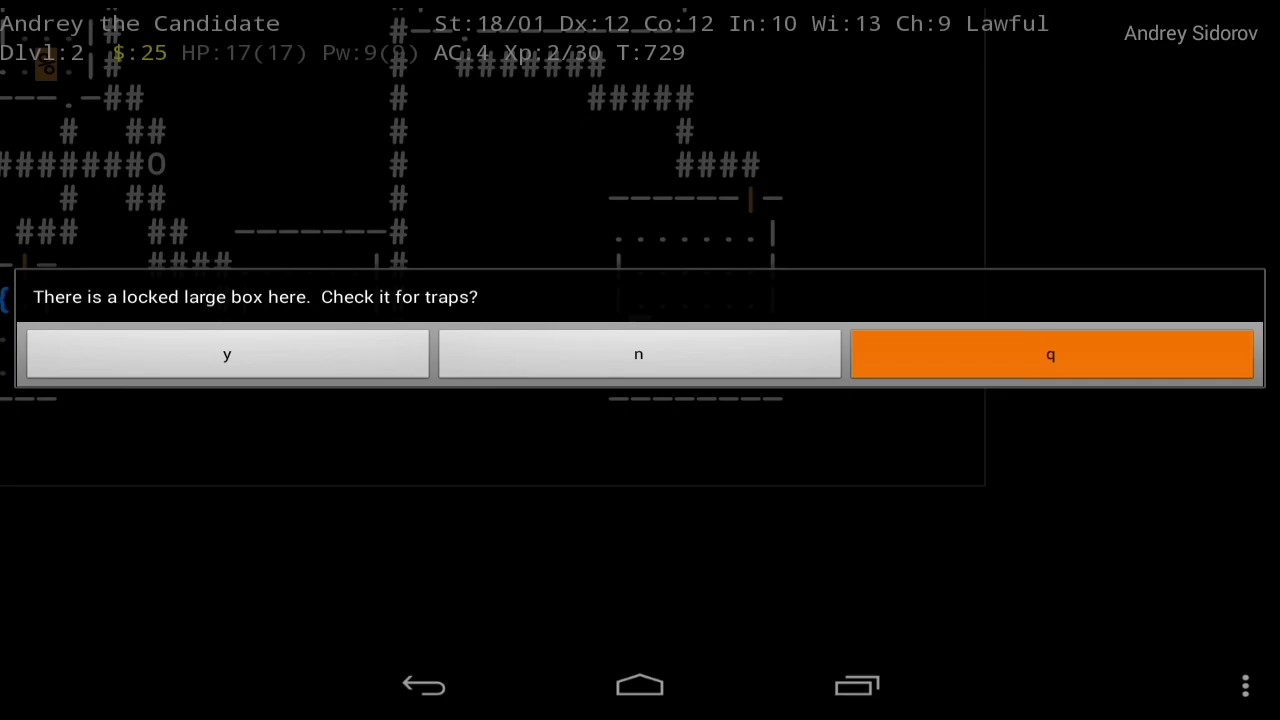 Andrey the Candidate St:18/01 Dx:12 Co:12 In:10 Wi:13 Ch:9 Lawful
Andrey Sidorov
Dlvl:2 $:25 HP:17(17) Pw:9(9) AC:4 Xp:2/30 T:729
There is a locked large box here. Check it for traps?
y n q